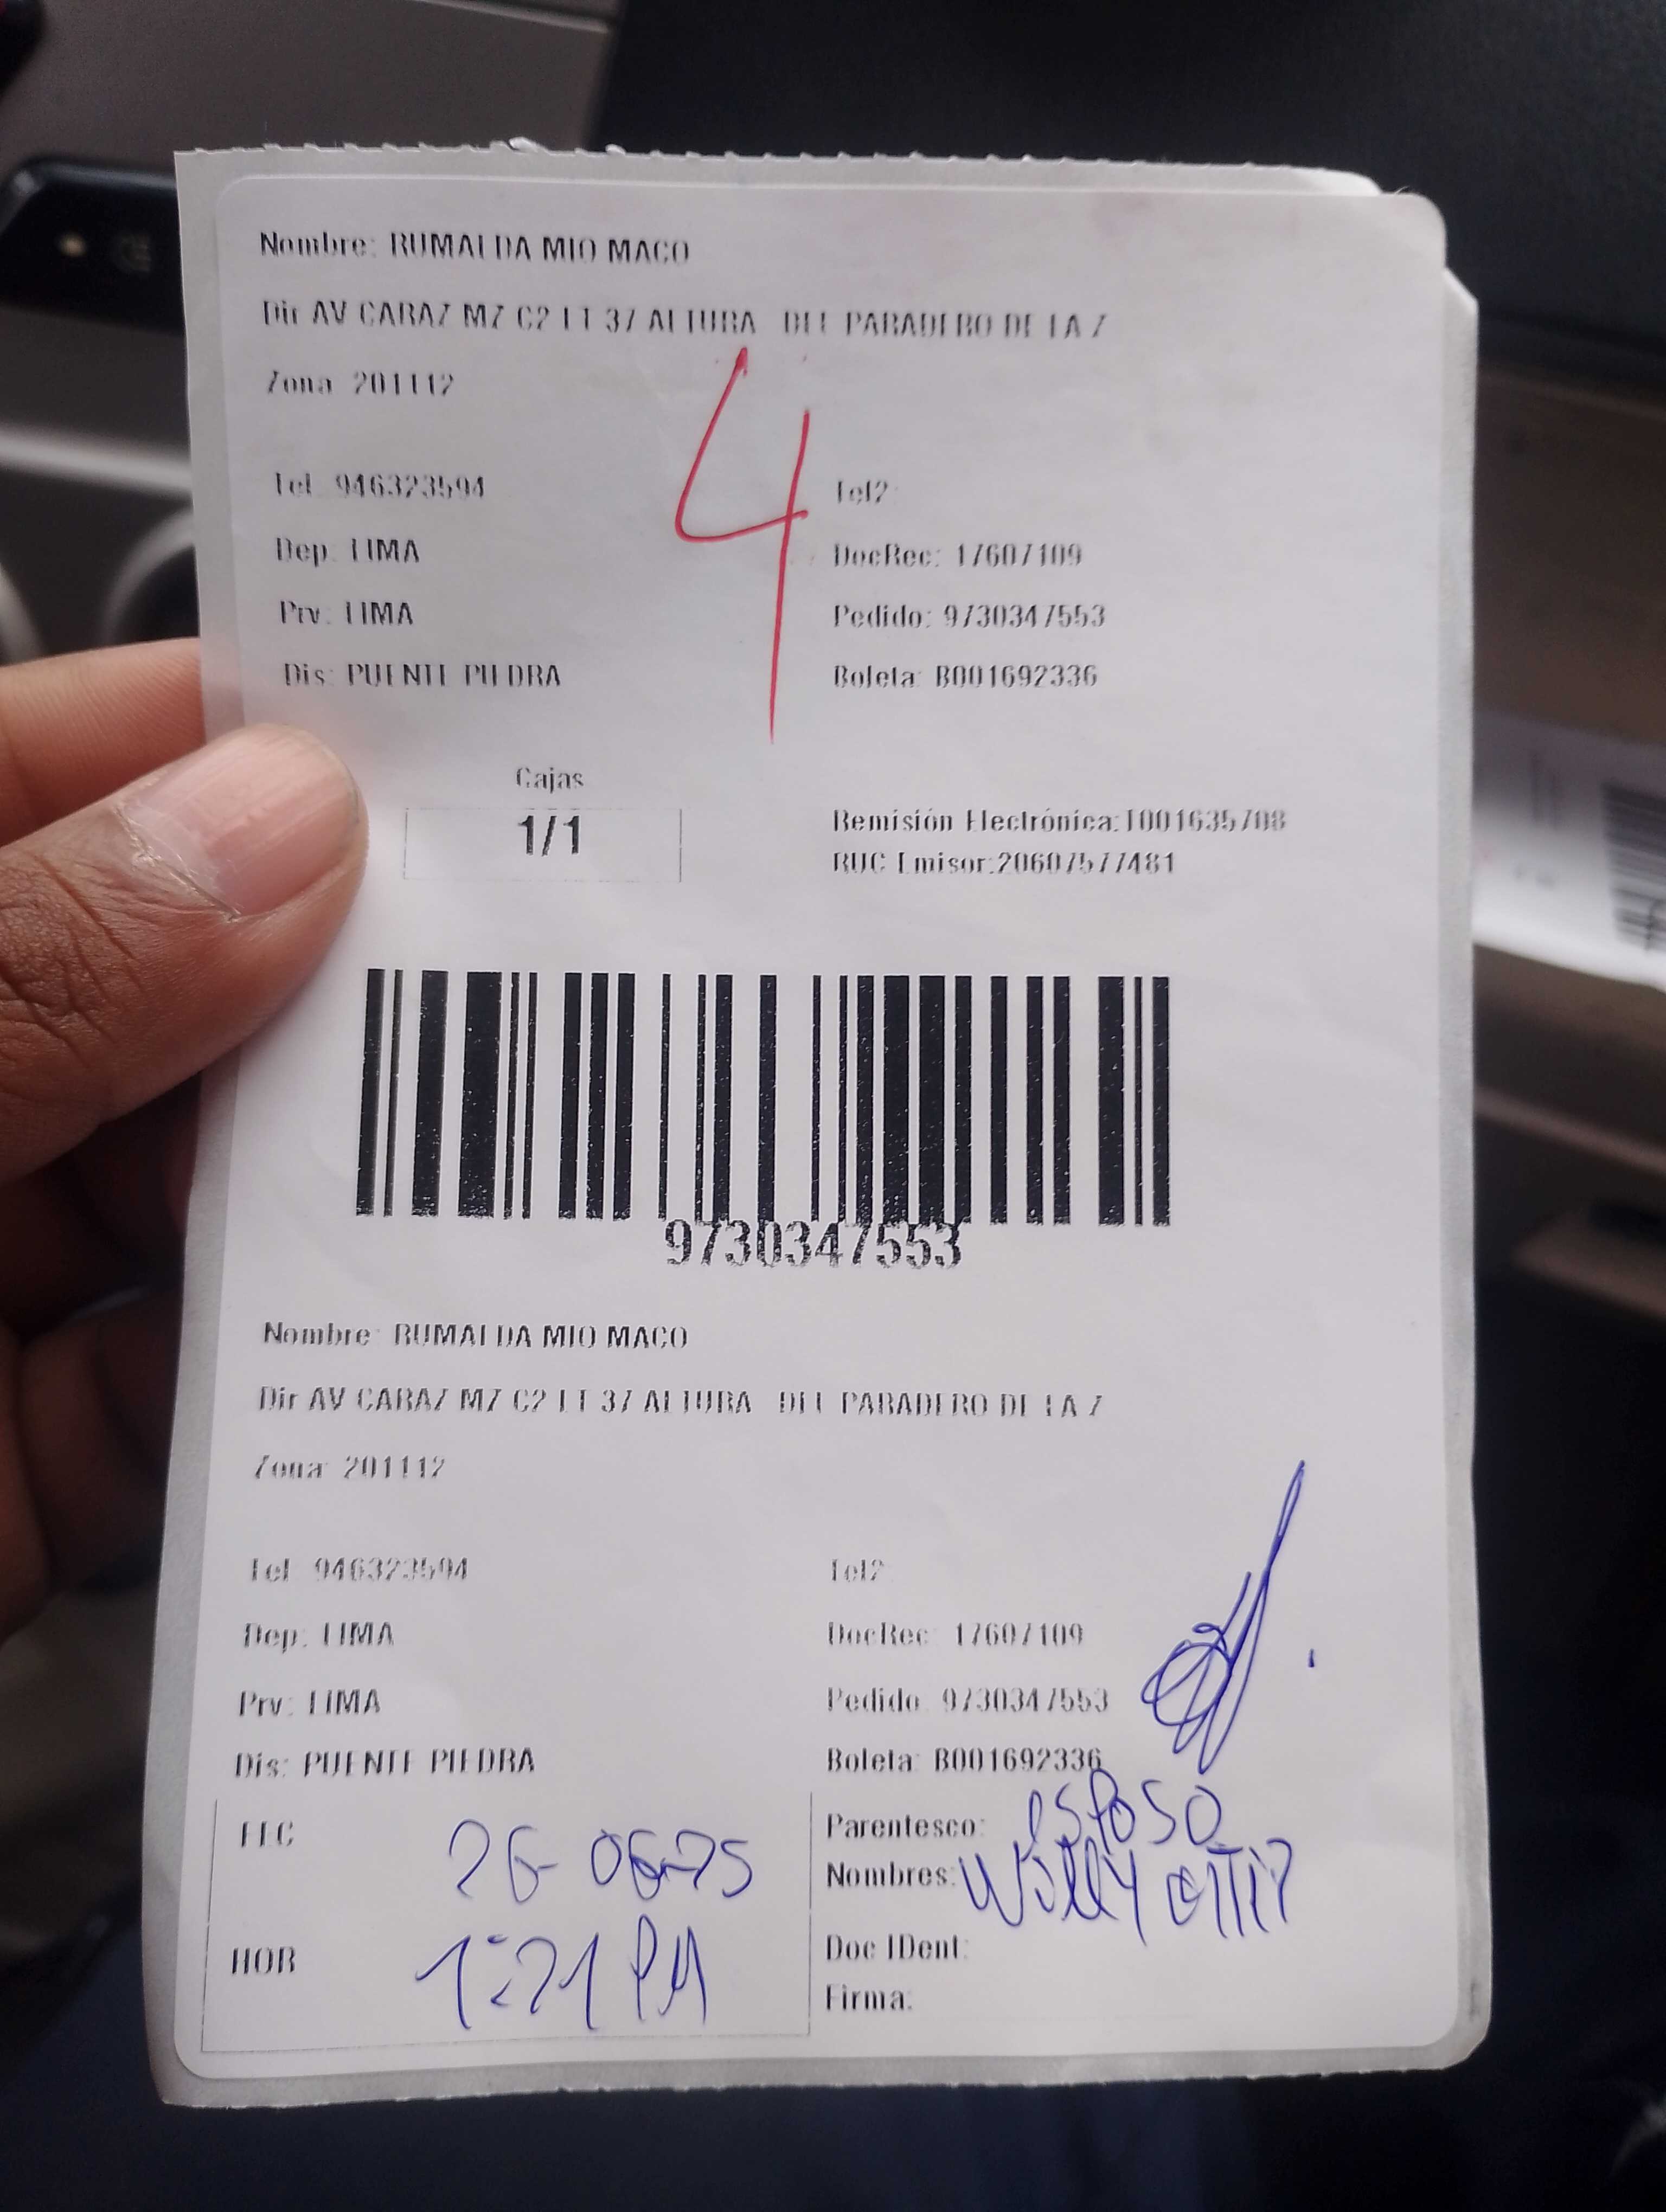 Nombre: RUMALDA MIO MACO
Dir AV CARAZ MZ C2 LT 37 ALTURA DEL PARADERO DE LA Z
Zona 201112
Tel 946323594 Tel2:
Dep: LIMA DocRec: 17607109
Prv: LIMA Pedido: 9730347553
Dis: PUENTE PIEDRA Boleta: B001692336
4
Cajas
1/1
Remisión Electrónica:T001635708
RUC Emisor:20607577481
9730347553
Nombre: RUMALDA MIO MACO
Dir AV CARAZ MZ C2 LT 37 ALTURA DEL PARADERO DE LA Z
Zona 201112
Tel 946323594 Tel2
Dep: LIMA DocRec 17607109
Prv: LIMA Pedido 9730347553
Dis: PUENTE PIEDRA Boleta: B001692336
FEC 26-06-25
Parentesco: esposo
Nombres: Willy
HOR 1:21 PM
Doc IDent:
Firma: